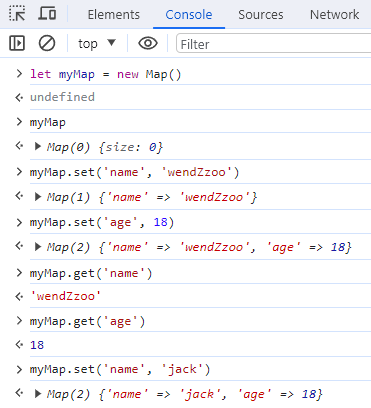 Elements Console Sources Network
top Filter
let myMap = new Map()
undefined
myMap
Map(0) {size: 0}
myMap.set('name', 'wendZzoo')
Map(1) {'name' => 'wendZzoo'}
myMap.set('age', 18)
Map(2) {'name' => 'wendZzoo', 'age' => 18}
myMap.get('name')
'wendZzoo'
myMap.get('age')
18
myMap.set('name', 'jack')
Map(2) {'name' => 'jack', 'age' => 18}